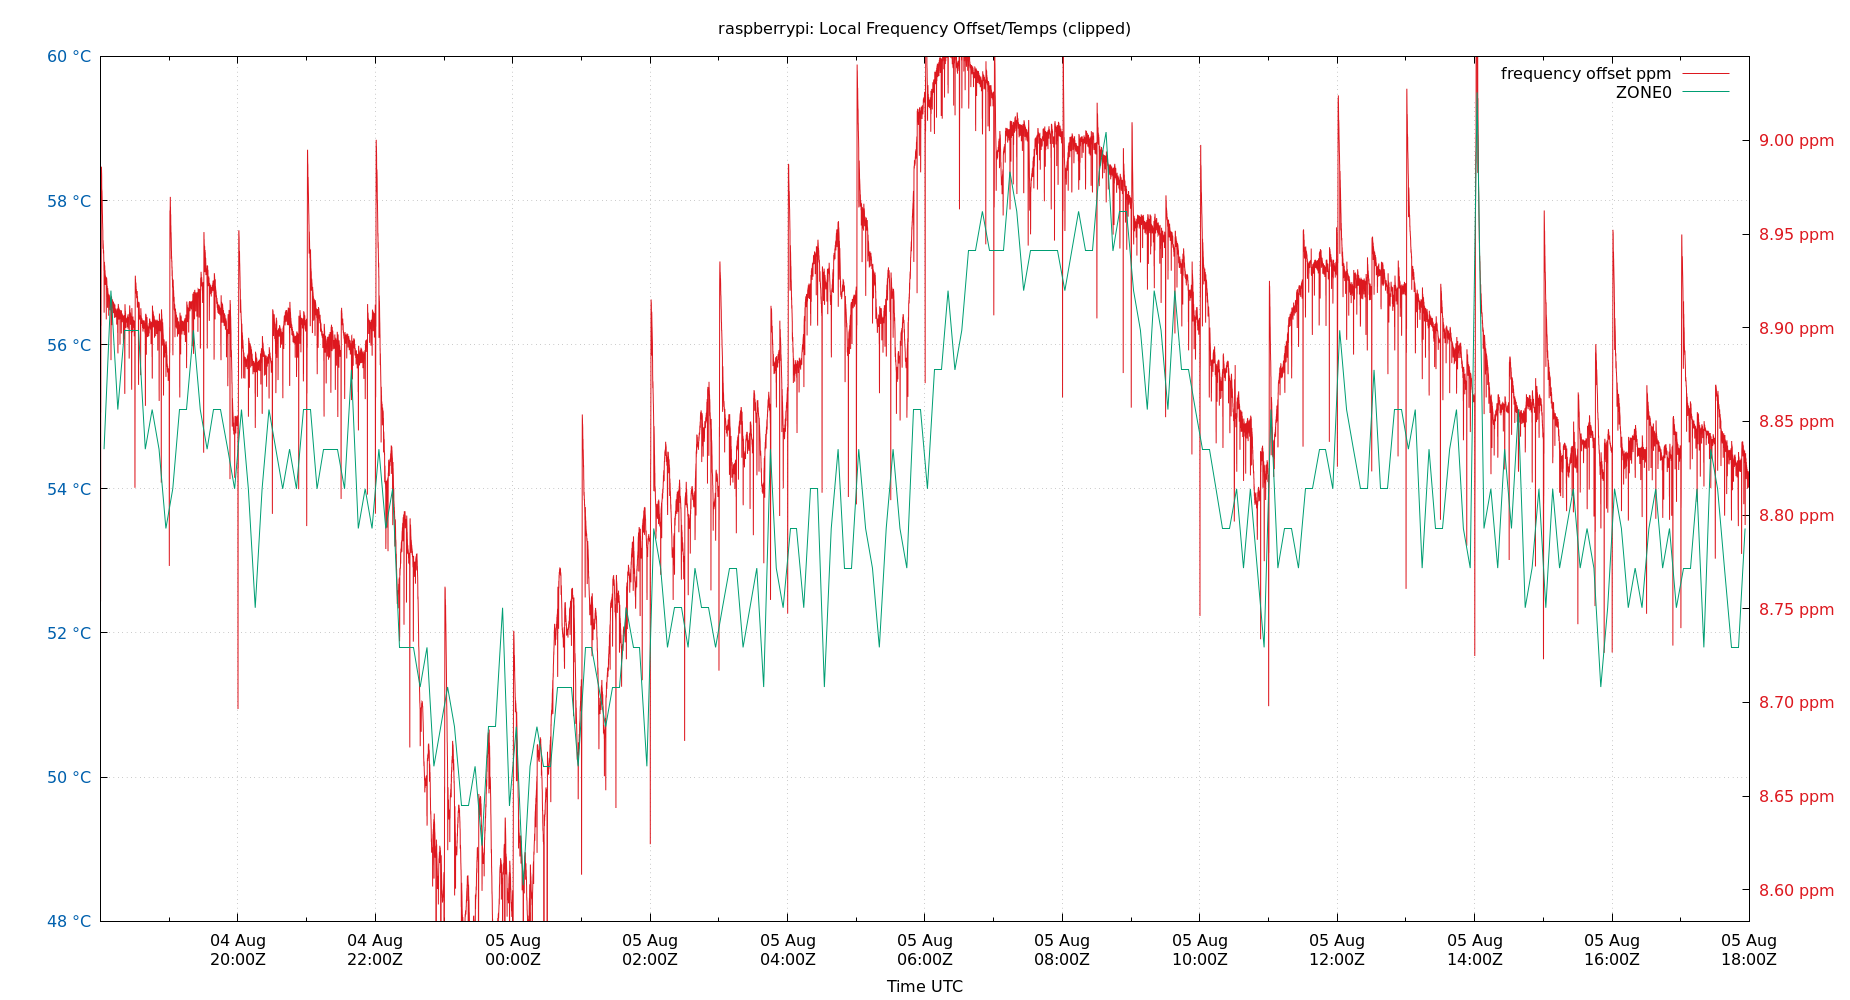 raspberrypi: Local Frequency Offset/Temps (clipped)
60 °C
58 °C
56 °C
54 °C
52 °C
50 °C
48 °C
frequency offset ppm
ZONE0
9.00 ppm
8.95 ppm
8.90 ppm
8.85 ppm
8.80 ppm
8.75 ppm
8.70 ppm
8.65 ppm
8.60 ppm
04 Aug 04 Aug 05 Aug 05 Aug 05 Aug 05 Aug 05 Aug 05 Aug 05 Aug 05 Aug 05 Aug 05 Aug
20:00Z 22:00Z 00:00Z 02:00Z 04:00Z 06:00Z 08:00Z 10:00Z 12:00Z 14:00Z 16:00Z 18:00Z
Time UTC